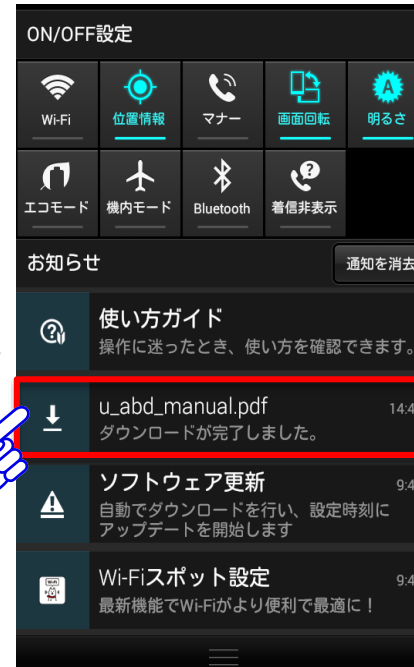 ON/OFF設定
Wi-Fi
位置情報
マナー
画面回転
A
明るさ
エコモード
機内モード
Bluetooth
着信非表示
お知らせ
通知を消去
使い方ガイド
操作に迷ったとき、使い方を確認できます。
u_abd_manual.pdf
14:4
ダウンロードが完了しました。
ソフトウェア更新
9:4
自動でダウンロードを行い、設定時刻に
アップデートを開始します
Wi-Fiスポット設定
9:4
最新機能でWi-Fiがより便利で最適に！